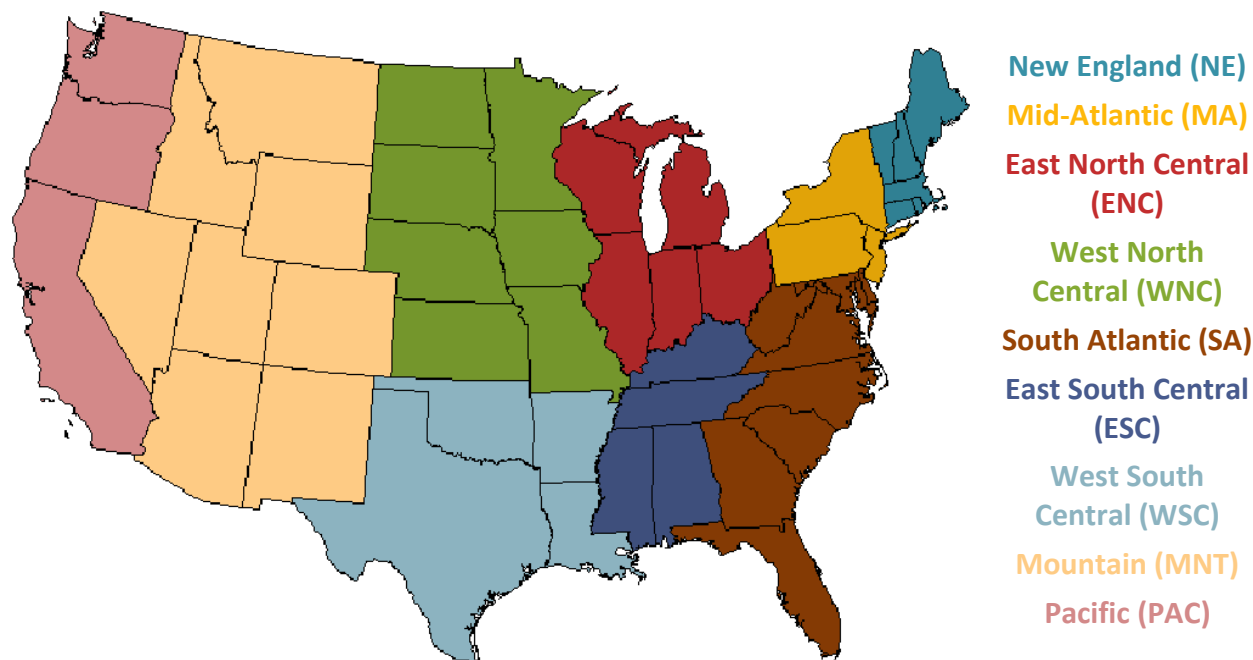 New England (NE)
Mid-Atlantic (MA)
East North Central
(ENC)
West North
Central (WNC)
South Atlantic (SA)
East South Central
(ESC)
West South
Central (WSC)
Mountain (MNT)
Pacific (PAC)